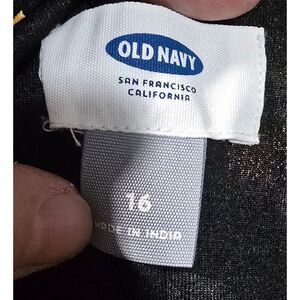 OLD NAVY
SAN FRANCISCO
CALIFORNIA
16
MADE IN INDIA